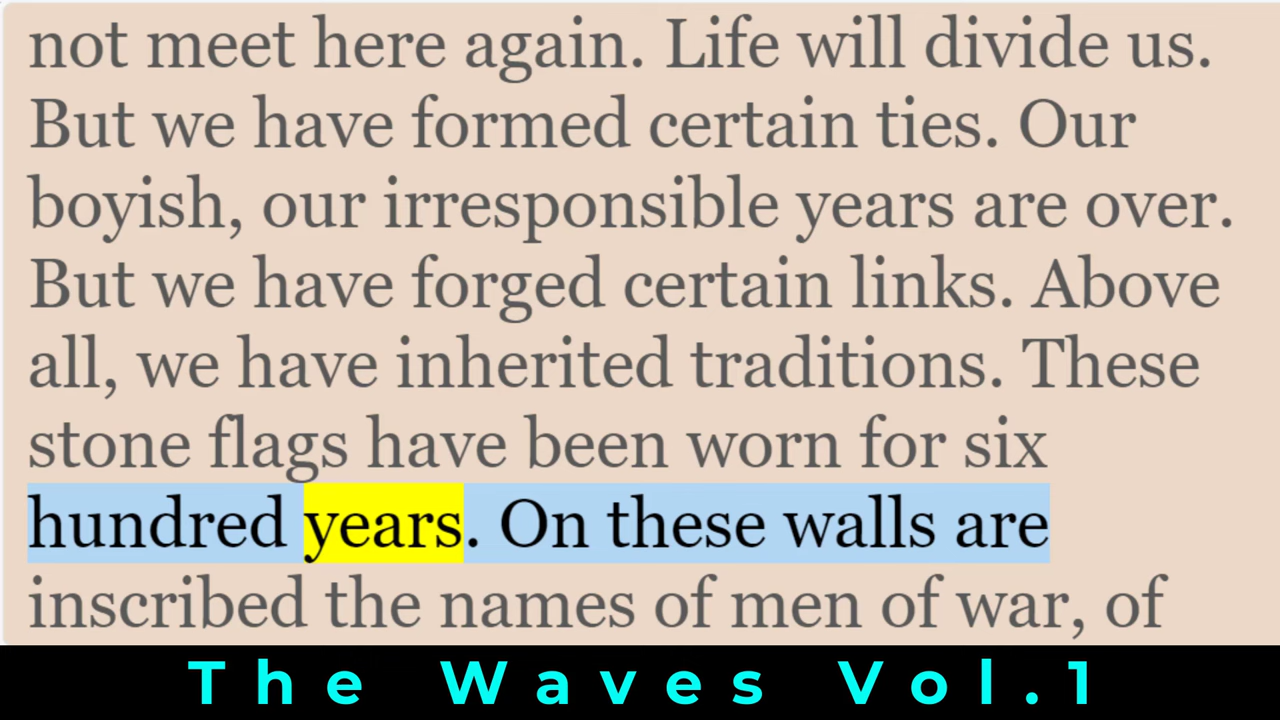 not meet here again. Life will divide us.
But we have formed certain ties. Our
boyish, our irresponsible years are over.
But we have forged certain links. Above
all, we have inherited traditions. These
stone flags have been worn for six
hundred years. On these walls are
inscribed the names of men of war, of
The Waves Vol.1